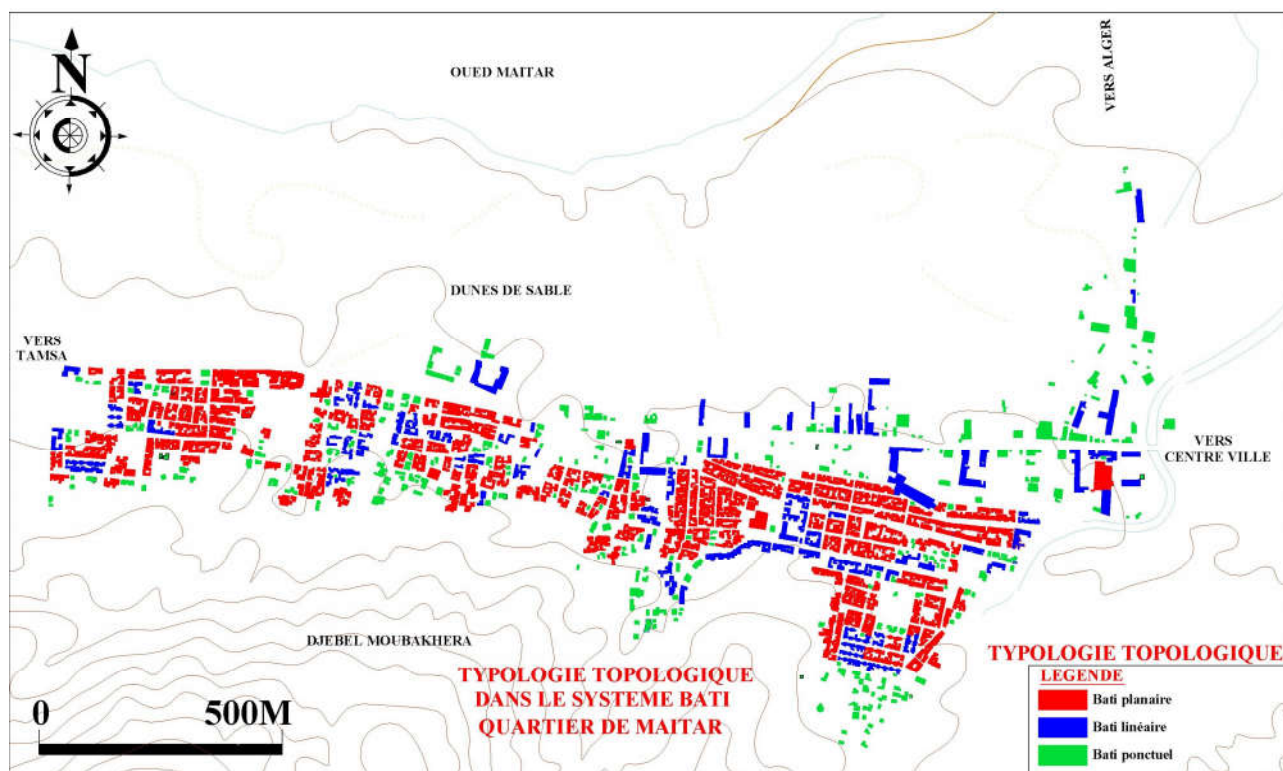 N
OUED MAITAR
VERS ALGER
DUNES DE SABLE
VERS
TAMSA
VERS
CENTRE VILLE
DJEBEL MOUBAKHERA
TYPOLOGIE TOPOLOGIQUE
DANS LE SYSTEME BATI
QUARTIER DE MAITAR
0 500M
TYPOLOGIE TOPOLOGIQUE
LEGENDE
Bati planaire
Bati linéaire
Bati ponctuel